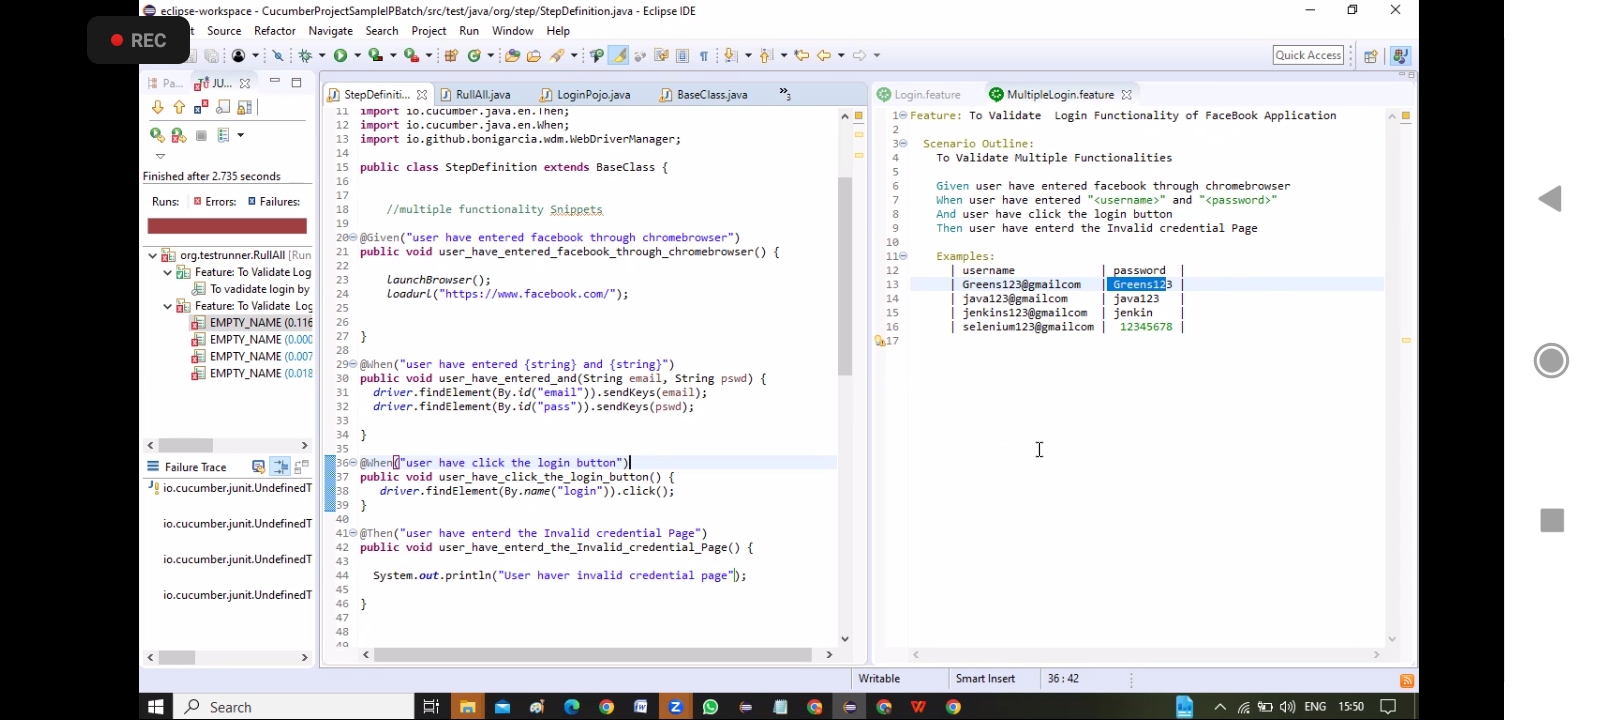 eclipse-workspace - CucumberProjectSampleIPBatch/src/test/java/org/step/StepDefinition.java - Eclipse IDE
REC
Source Refactor Navigate Search Project Run Window Help
Quick Access
Pa...
JU...
Finished after 2.735 seconds
Runs: Errors: Failures:
org.testrunner.RullAll [Run
Feature: To Validate Log
To vadidate login by
Feature: To Validate Log
EMPTY_NAME (0.116
EMPTY_NAME (0.000
EMPTY_NAME (0.007
EMPTY_NAME (0.018
Failure Trace
io.cucumber.junit.UndefinedT
io.cucumber.junit.UndefinedT
io.cucumber.junit.UndefinedT
io.cucumber.junit.UndefinedT
StepDefiniti... RullAll.java LoginPojo.java BaseClass.java »3
11 import io.cucumber.java.en.Then;
12 import io.cucumber.java.en.When;
13 import io.github.bonigarcia.wdm.WebDriverManager;
14
15 public class StepDefinition extends BaseClass {
16
17
18 //multiple functionality Snippets
19
20 @Given("user have entered facebook through chromebrowser")
21 public void user_have_entered_facebook_through_chromebrowser() {
22
23 launchBrowser();
24 loadurl("https://www.facebook.com/");
25
26
27 }
28
29 @When("user have entered {string} and {string}")
30 public void user_have_entered_and(String email, String pswd) {
31 driver.findElement(By.id("email")).sendKeys(email);
32 driver.findElement(By.id("pass")).sendKeys(pswd);
33
34 }
35
36 @When("user have click the login button")
37 public void user_have_click_the_login_button() {
38 driver.findElement(By.name("login")).click();
39 }
40
41 @Then("user have enterd the Invalid credential Page")
42 public void user_have_enterd_the_Invalid_credential_Page() {
43
44 System.out.println("User haver invalid credential page");
45
46 }
47
48
49
Login.feature MultipleLogin.feature
1 Feature: To Validate Login Functionality of FaceBook Application
2
3 Scenario Outline:
4 To Validate Multiple Functionalities
5
6 Given user have entered facebook through chromebrowser
7 When user have entered "<username>" and "<password>"
8 And user have click the login button
9 Then user have enterd the Invalid credential Page
10
11 Examples:
12 | username | password |
13 | Greens123@gmailcom | Greens123 |
14 | java123@gmailcom | java123 |
15 | jenkins123@gmailcom | jenkin |
16 | selenium123@gmailcom | 12345678 |
17
Writable Smart Insert 36 : 42
Search
ENG 15:50